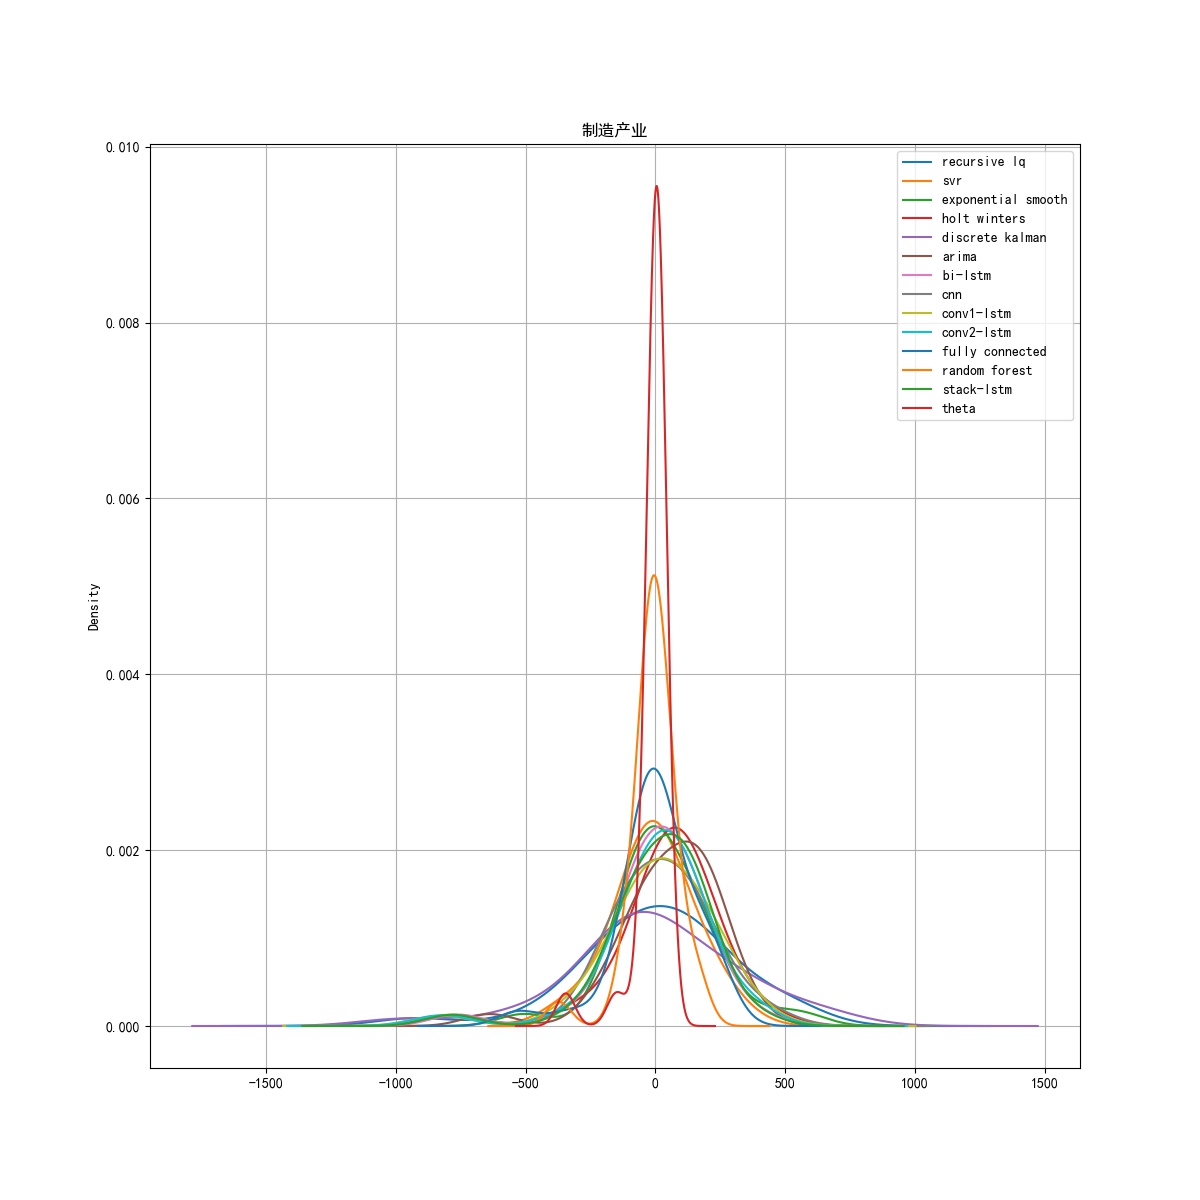 制造产业
0.010
0.008
0.006
0.004
0.002
0.000
Density
-1500
-1000
-500
0
500
1000
1500
recursive lq
svr
exponential smooth
holt winters
discrete kalman
arima
bi-lstm
cnn
conv1-lstm
conv2-lstm
fully connected
random forest
stack-lstm
theta